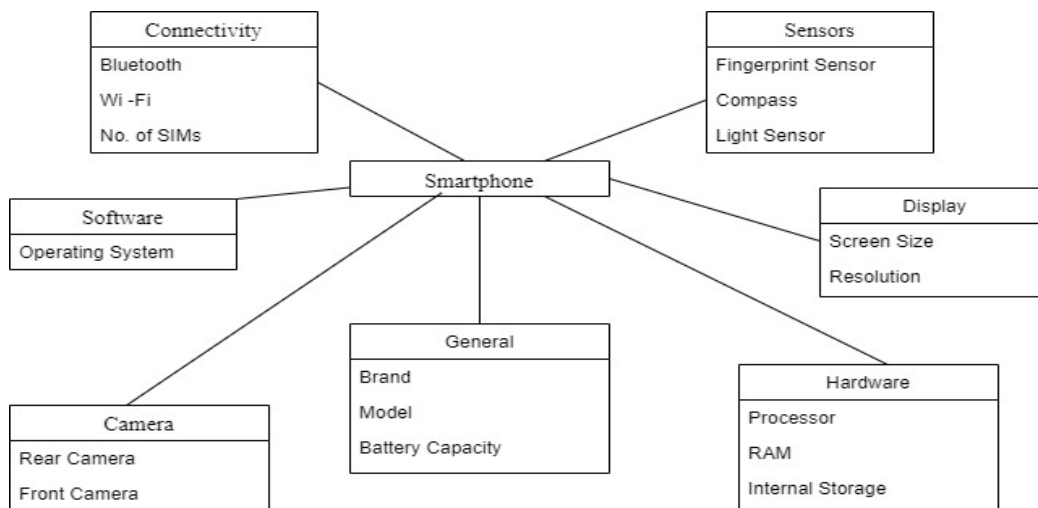 Connectivity
Bluetooth
Wi -Fi
No. of SIMs
Sensors
Fingerprint Sensor
Compass
Light Sensor
Smartphone
Software
Operating System
Display
Screen Size
Resolution
General
Brand
Model
Battery Capacity
Hardware
Processor
RAM
Internal Storage
Camera
Rear Camera
Front Camera